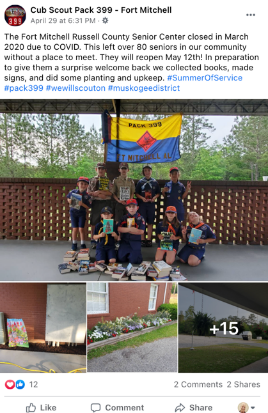 Cub Scout Pack 399 - Fort Mitchell
April 29 at 6:31 PM ·
The Fort Mitchell Russell County Senior Center closed in March
2020 due to COVID. This left over 80 seniors in our community
without a place to meet. They will reopen May 12th! In preparation
to give them a surprise welcome back we collected books, made
signs, and did some planting and upkeep. #SummerOfService
#pack399 #wewillscouton #muskogeedistrict
PACK 399
FT. MITCHELL AL
+15
12
2 Comments 2 Shares
Like Comment Share